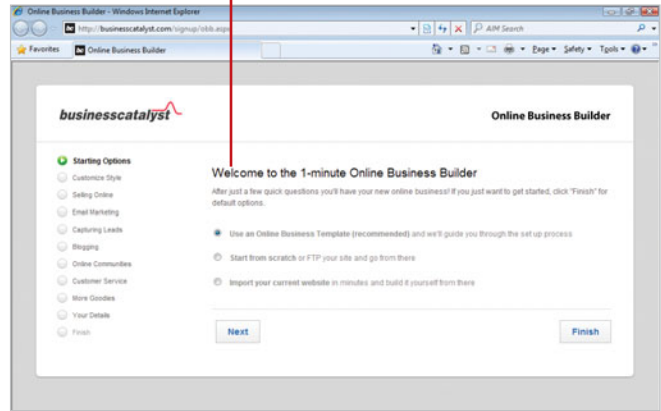 Online Business Builder - Windows Internet Explorer
http://businesscatalyst.com/signup/obb.aspx
AIM Search
Favorites
Online Business Builder
Page
Safety
Tools
businesscatalyst
Online Business Builder
Starting Options
Customize Style
Selling Online
Email Marketing
Capturing Leads
Blogging
Online Communities
Customer Service
More Goodies
Your Details
Finish
Welcome to the 1-minute Online Business Builder
After just a few quick questions you'll have your new online business! If you just want to get started, click "Finish" for
default options.
Use an Online Business Template (recommended) and we'll guide you through the set up process
Start from scratch or FTP your site and go from there
Import your current website in minutes and build it yourself from there
Next
Finish